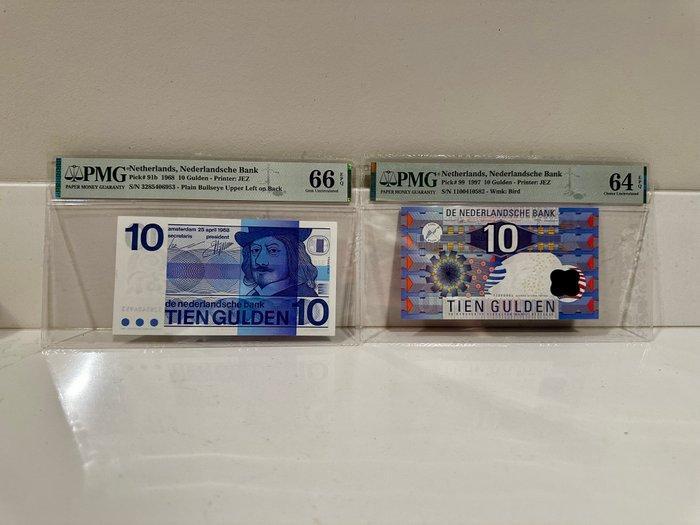 PMG
PAPER MONEY GUARANTY
Netherlands, Nederlandsche Bank
Pick# 91b 1968 10 Gulden - Printer: JEZ
S/N 3285406953 - Plain Bullseye Upper Left on Back
66
EPQ
Gem Uncirculated
10
amsterdam 25 april 1968
secretaris president
de nederlandsche bank
TIEN GULDEN
10
PMG
PAPER MONEY GUARANTY
Netherlands, Nederlandsche Bank
Pick# 99 1997 10 Gulden - Printer: JEZ
S/N 1100410582 - Wmk: Bird
64
EPQ
Choice Uncirculated
DE NEDERLANDSCHE BANK
10
TIEN GULDEN